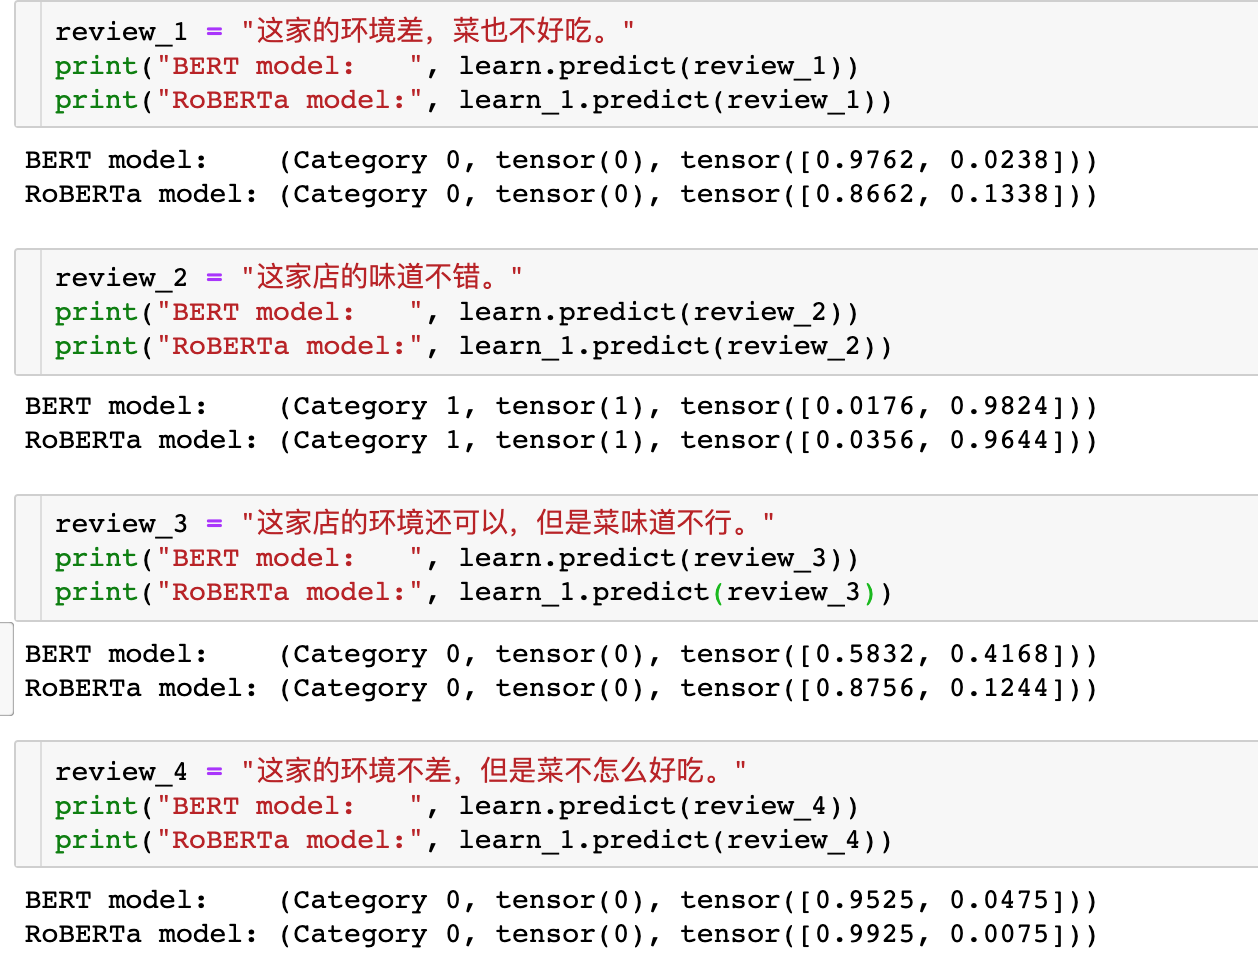 review_1 = "这家的环境差，菜也不好吃。"
print("BERT model:   ", learn.predict(review_1))
print("RoBERTa model:", learn_1.predict(review_1))
BERT model:    (Category 0, tensor(0), tensor([0.9762, 0.0238]))
RoBERTa model: (Category 0, tensor(0), tensor([0.8662, 0.1338]))
review_2 = "这家店的味道不错。"
print("BERT model:   ", learn.predict(review_2))
print("RoBERTa model:", learn_1.predict(review_2))
BERT model:    (Category 1, tensor(1), tensor([0.0176, 0.9824]))
RoBERTa model: (Category 1, tensor(1), tensor([0.0356, 0.9644]))
review_3 = "这家店的环境还可以，但是菜味道不行。"
print("BERT model:   ", learn.predict(review_3))
print("RoBERTa model:", learn_1.predict(review_3))
BERT model:    (Category 0, tensor(0), tensor([0.5832, 0.4168]))
RoBERTa model: (Category 0, tensor(0), tensor([0.8756, 0.1244]))
review_4 = "这家的环境不差，但是菜不怎么好吃。"
print("BERT model:   ", learn.predict(review_4))
print("RoBERTa model:", learn_1.predict(review_4))
BERT model:    (Category 0, tensor(0), tensor([0.9525, 0.0475]))
RoBERTa model: (Category 0, tensor(0), tensor([0.9925, 0.0075]))